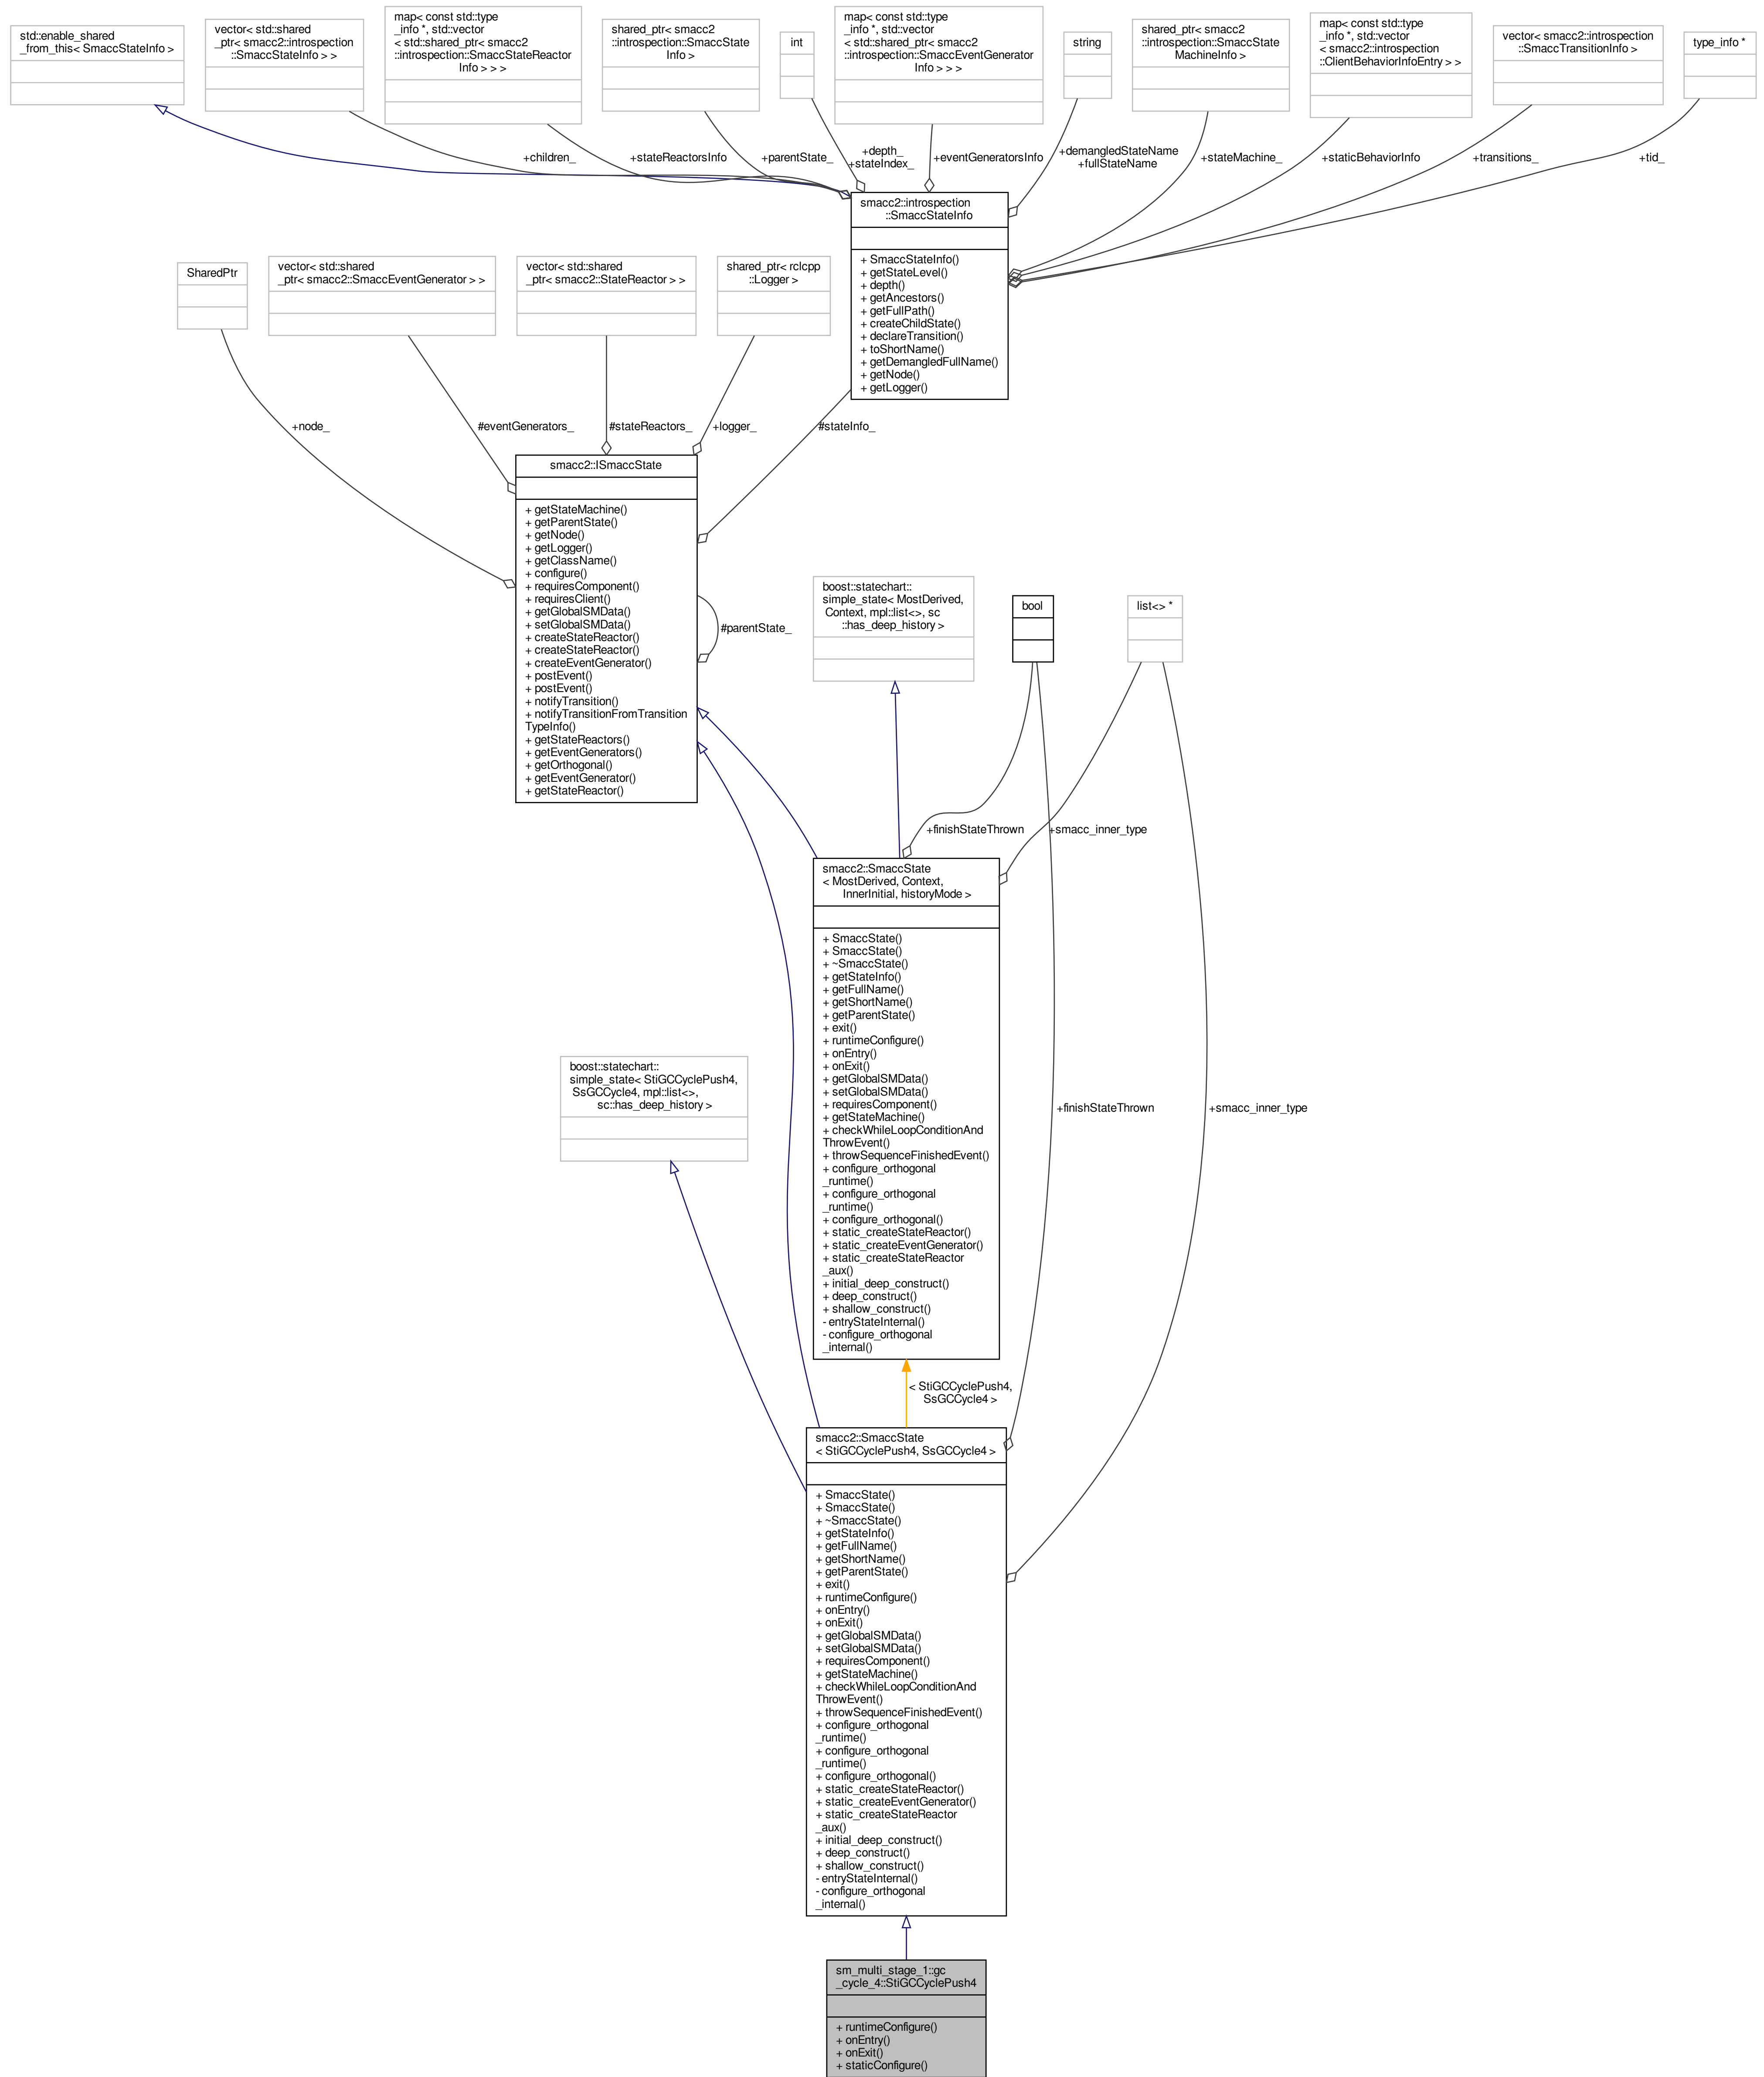 std::enable_shared
_from_this< SmaccStateInfo >
vector< std::shared
_ptr< smacc2::introspection
::SmaccStateInfo > >
map< const std::type
_info *, std::vector
< std::shared_ptr< smacc2
::introspection::SmaccStateReactor
Info > > >
shared_ptr< smacc2
::introspection::SmaccState
Info >
int
map< const std::type
_info *, std::vector
< std::shared_ptr< smacc2
::introspection::SmaccEventGenerator
Info > > >
string
shared_ptr< smacc2
::introspection::SmaccState
MachineInfo >
map< const std::type
_info *, std::vector
< smacc2::introspection
::ClientBehaviorInfoEntry > >
vector< smacc2::introspection
::SmaccTransitionInfo >
type_info *
+children_
+stateReactorsInfo
+parentState_
+depth_
+stateIndex_
+eventGeneratorsInfo
+demangledStateName
+fullStateName
+stateMachine_
+staticBehaviorInfo
+transitions_
+tid_
smacc2::introspection
::SmaccStateInfo
+ SmaccStateInfo()
+ getStateLevel()
+ depth()
+ getAncestors()
+ getFullPath()
+ createChildState()
+ declareTransition()
+ toShortName()
+ getDemangledFullName()
+ getNode()
+ getLogger()
SharedPtr
vector< std::shared
_ptr< smacc2::SmaccEventGenerator > >
vector< std::shared
_ptr< smacc2::StateReactor > >
shared_ptr< rclcpp
::Logger >
+node_
#eventGenerators_
#stateReactors_
+logger_
#stateInfo_
smacc2::ISmaccState
+ getStateMachine()
+ getParentState()
+ getNode()
+ getLogger()
+ getClassName()
+ configure()
+ requiresComponent()
+ requiresClient()
+ getGlobalSMData()
+ setGlobalSMData()
+ createStateReactor()
+ createStateReactor()
+ createEventGenerator()
+ postEvent()
+ postEvent()
+ notifyTransition()
+ notifyTransitionFromTransition
TypeInfo()
+ getStateReactors()
+ getEventGenerators()
+ getOrthogonal()
+ getEventGenerator()
+ getStateReactor()
#parentState_
boost::statechart::
simple_state< MostDerived,
Context, mpl::list<>, sc
::has_deep_history >
bool
list<> *
+finishStateThrown
+smacc_inner_type
smacc2::SmaccState
< MostDerived, Context,
InnerInitial, historyMode >
+ SmaccState()
+ SmaccState()
+ ~SmaccState()
+ getStateInfo()
+ getFullName()
+ getShortName()
+ getParentState()
+ exit()
+ runtimeConfigure()
+ onEntry()
+ onExit()
+ getGlobalSMData()
+ setGlobalSMData()
+ requiresComponent()
+ getStateMachine()
+ checkWhileLoopConditionAnd
ThrowEvent()
+ throwSequenceFinishedEvent()
+ configure_orthogonal
_runtime()
+ configure_orthogonal
_runtime()
+ configure_orthogonal()
+ static_createStateReactor()
+ static_createEventGenerator()
+ static_createStateReactor
_aux()
+ initial_deep_construct()
+ deep_construct()
+ shallow_construct()
- entryStateInternal()
- configure_orthogonal
_internal()
boost::statechart::
simple_state< StiGCCyclePush4,
SsGCCycle4, mpl::list<>,
sc::has_deep_history >
+finishStateThrown
+smacc_inner_type
< StiGCCyclePush4,
SsGCCycle4 >
smacc2::SmaccState
< StiGCCyclePush4, SsGCCycle4 >
+ SmaccState()
+ SmaccState()
+ ~SmaccState()
+ getStateInfo()
+ getFullName()
+ getShortName()
+ getParentState()
+ exit()
+ runtimeConfigure()
+ onEntry()
+ onExit()
+ getGlobalSMData()
+ setGlobalSMData()
+ requiresComponent()
+ getStateMachine()
+ checkWhileLoopConditionAnd
ThrowEvent()
+ throwSequenceFinishedEvent()
+ configure_orthogonal
_runtime()
+ configure_orthogonal
_runtime()
+ configure_orthogonal()
+ static_createStateReactor()
+ static_createEventGenerator()
+ static_createStateReactor
_aux()
+ initial_deep_construct()
+ deep_construct()
+ shallow_construct()
- entryStateInternal()
- configure_orthogonal
_internal()
sm_multi_stage_1::gc
_cycle_4::StiGCCyclePush4
+ runtimeConfigure()
+ onEntry()
+ onExit()
+ staticConfigure()